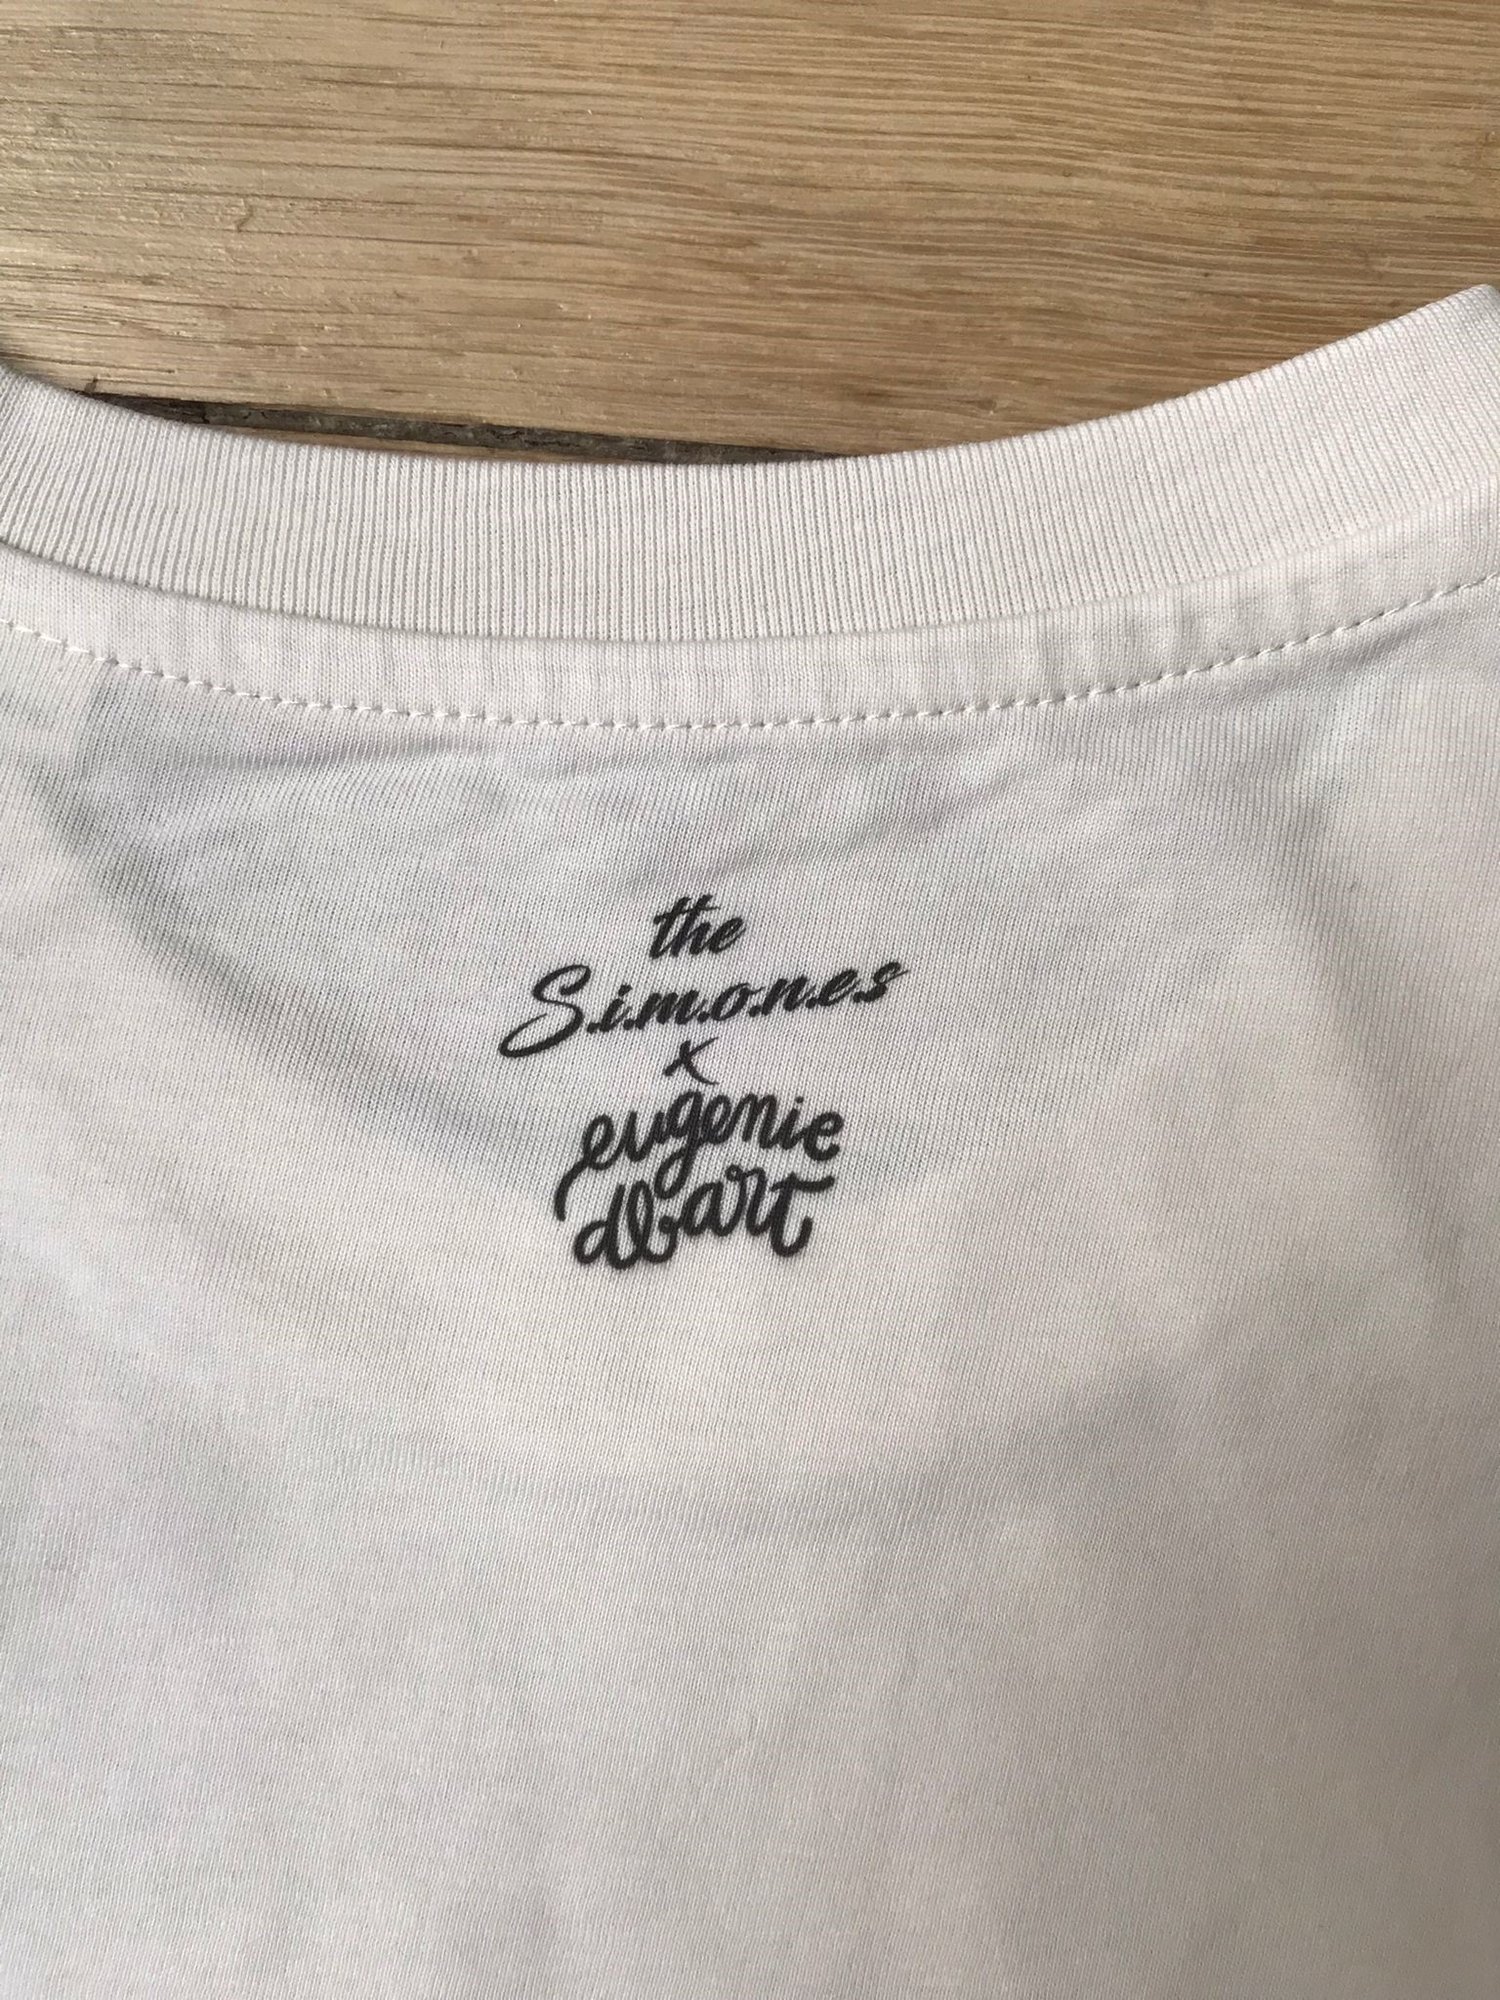 the
S.i.m.o.n.e.s
x
eugenie
dbart